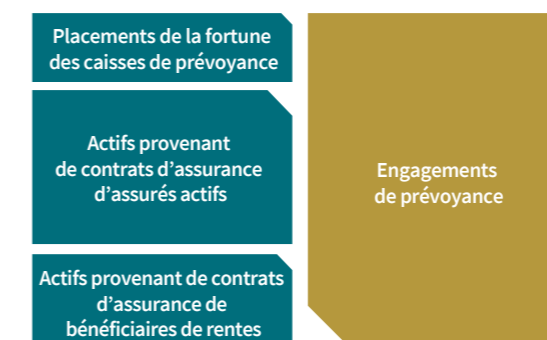 Placements de la fortune
des caisses de prévoyance
Actifs provenant
de contrats d’assurance
d’assurés actifs
Actifs provenant de contrats
d’assurance de
bénéficiaires de rentes
Engagements
de prévoyance